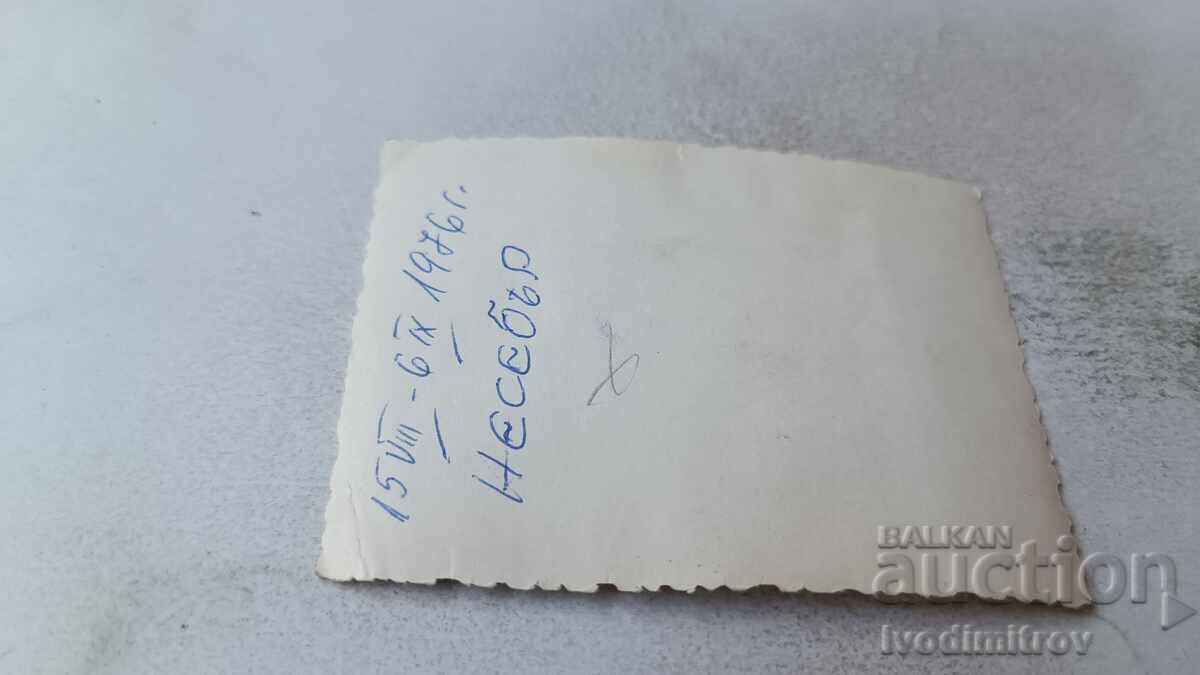 15 VIII - 6 IX 1976 г.
Несебър
BALKAN
auction
Ivodimitrov